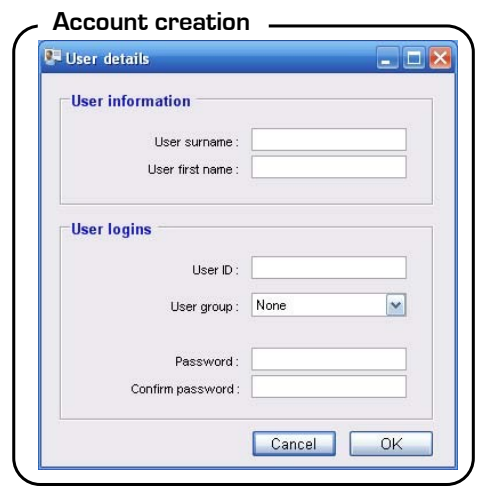 Account creation
User details
User information
User surname :
User first name :
User logins
User ID :
User group : None
Password :
Confirm password :
Cancel OK